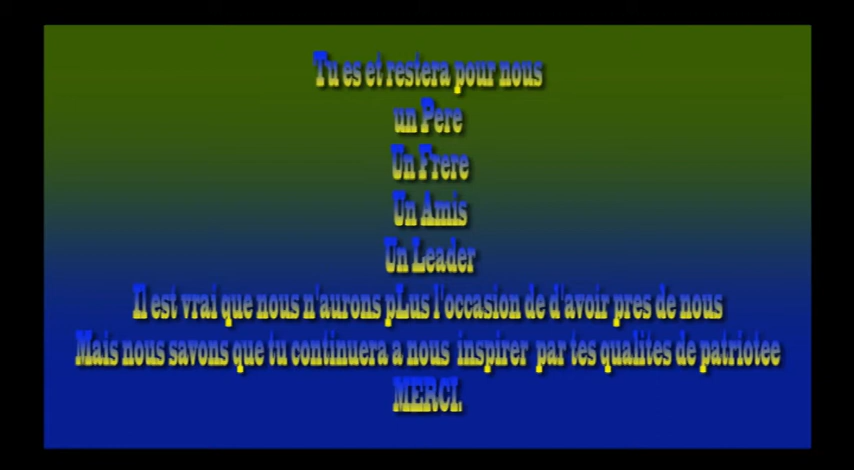 Tu es et restera pour nous
un Pere
Un Frere
Un Amis
Un Leader
Il est vrai que nous n'aurons pLus l'occasion de d'avoir pres de nous
Mais nous savons que tu continuera a nous inspirer par tes qualites de patriotee
MERCI.